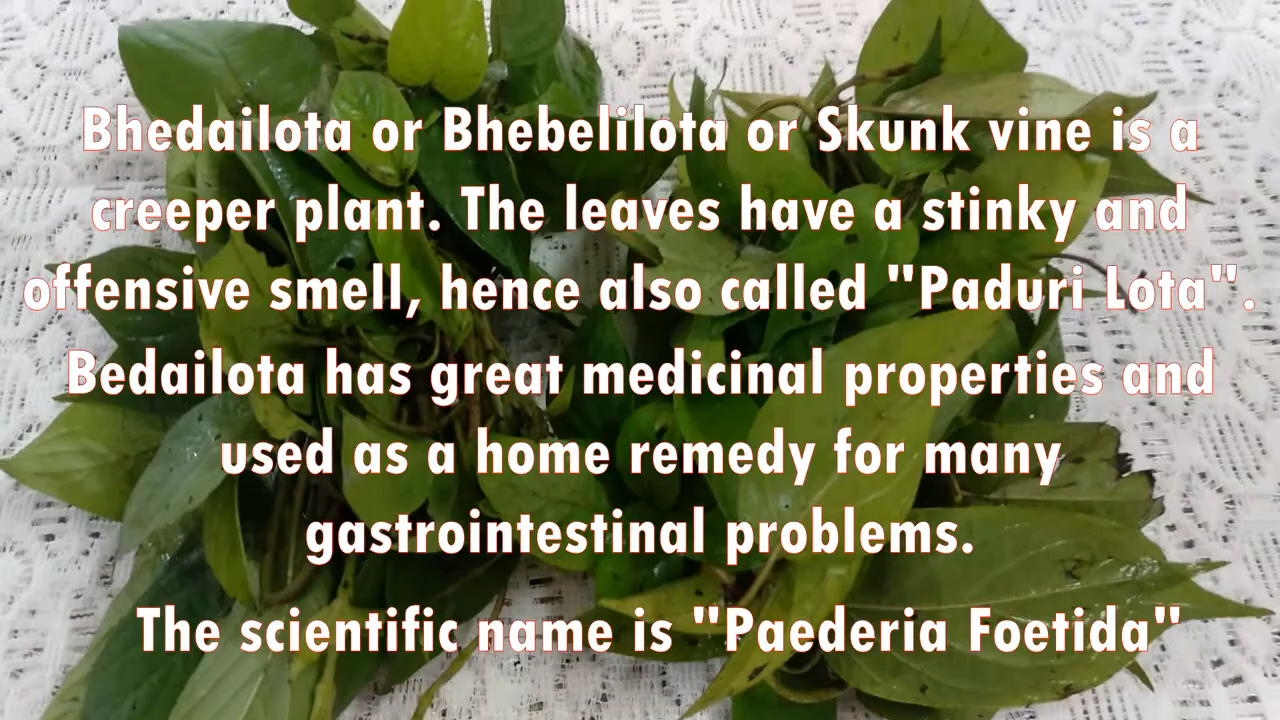 Bhedailota or Bhebelilota or Skunk vine is a
creeper plant. The leaves have a stinky and
offensive smell, hence also called "Paduri Lota".
Bedailota has great medicinal properties and
used as a home remedy for many
gastrointestinal problems.
The scientific name is "Paederia Foetida"